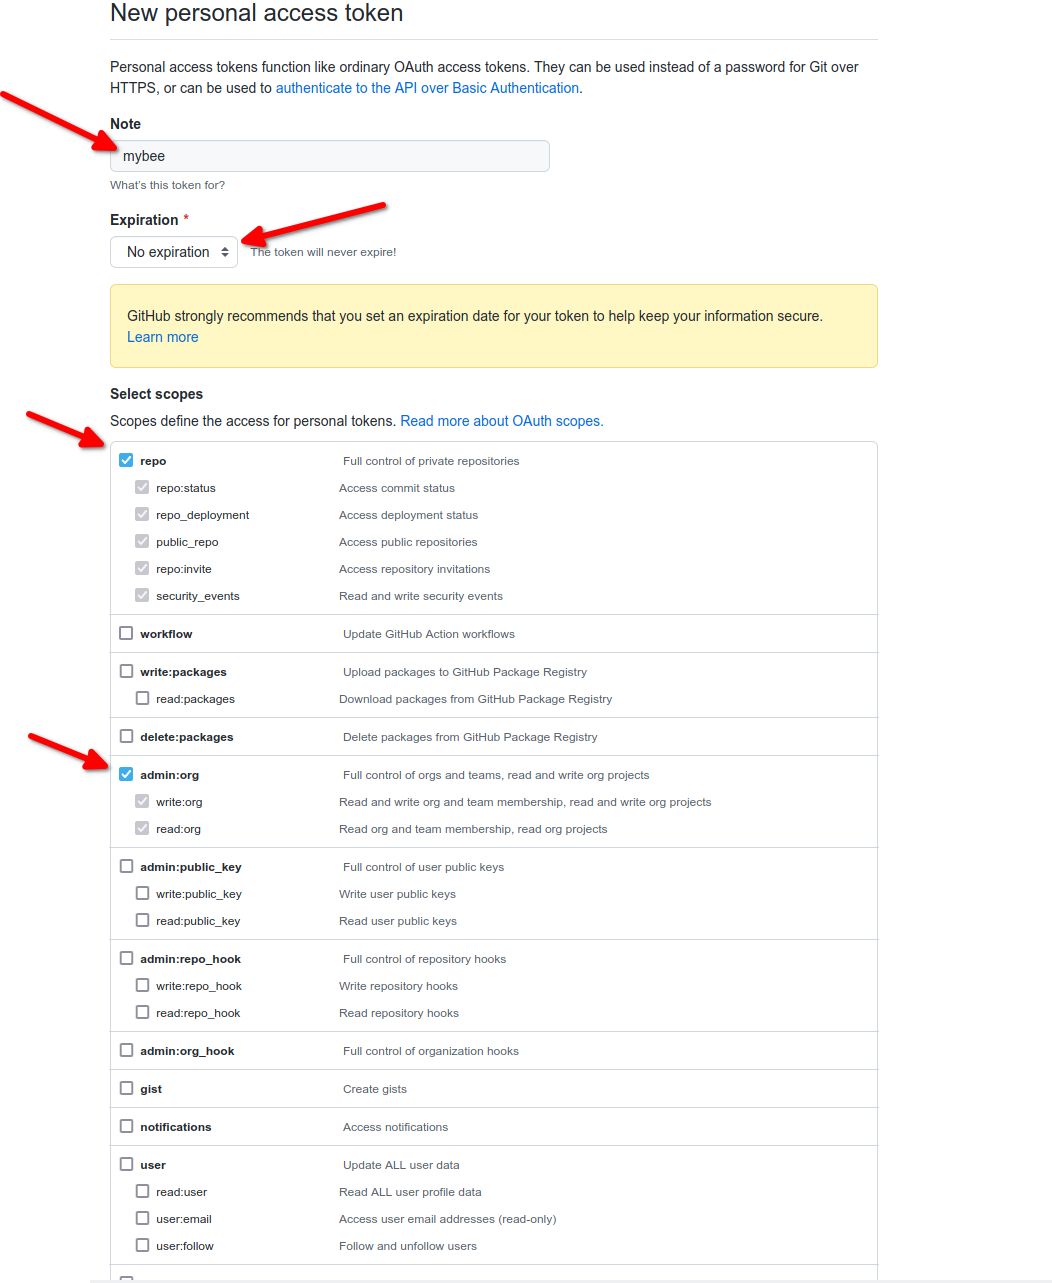 New personal access token
Personal access tokens function like ordinary OAuth access tokens. They can be used instead of a password for Git over
HTTPS, or can be used to authenticate to the API over Basic Authentication.
Note
mybee
What's this token for?
Expiration *
No expiration The token will never expire!
GitHub strongly recommends that you set an expiration date for your token to help keep your information secure.
Learn more
Select scopes
Scopes define the access for personal tokens. Read more about OAuth scopes.
repo Full control of private repositories
repo:status Access commit status
repo_deployment Access deployment status
public_repo Access public repositories
repo:invite Access repository invitations
security_events Read and write security events
workflow Update GitHub Action workflows
write:packages Upload packages to GitHub Package Registry
read:packages Download packages from GitHub Package Registry
delete:packages Delete packages from GitHub Package Registry
admin:org Full control of orgs and teams, read and write org projects
write:org Read and write org and team membership, read and write org projects
read:org Read org and team membership, read org projects
admin:public_key Full control of user public keys
write:public_key Write user public keys
read:public_key Read user public keys
admin:repo_hook Full control of repository hooks
write:repo_hook Write repository hooks
read:repo_hook Read repository hooks
admin:org_hook Full control of organization hooks
gist Create gists
notifications Access notifications
user Update ALL user data
read:user Read ALL user profile data
user:email Access user email addresses (read-only)
user:follow Follow and unfollow users